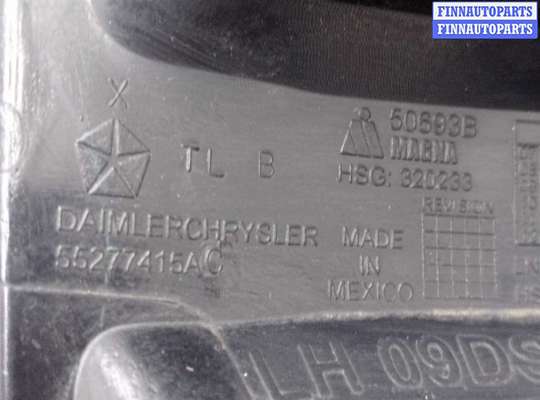 FINNAUTOPARTS
FINNAUTOPARTS
X
TL B
50693B
MAGNA
HSG: 320233
REVISION
DAIMLERCHRYSLER
55277415AC
MADE
IN
MEXICO
LH 09DS